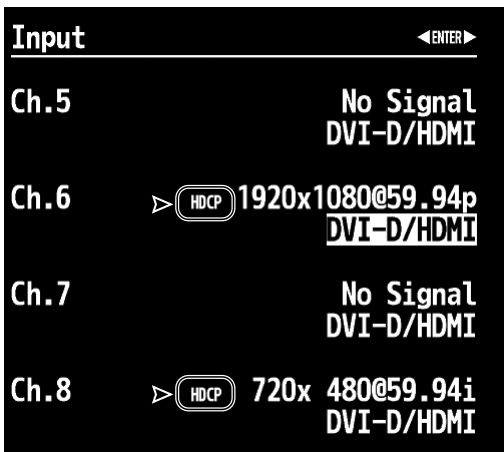 Input ◀ENTER▶
Ch.5 No Signal
DVI-D/HDMI
Ch.6 HDCP 1920x1080@59.94p
DVI-D/HDMI
Ch.7 No Signal
DVI-D/HDMI
Ch.8 HDCP 720x 480@59.94i
DVI-D/HDMI